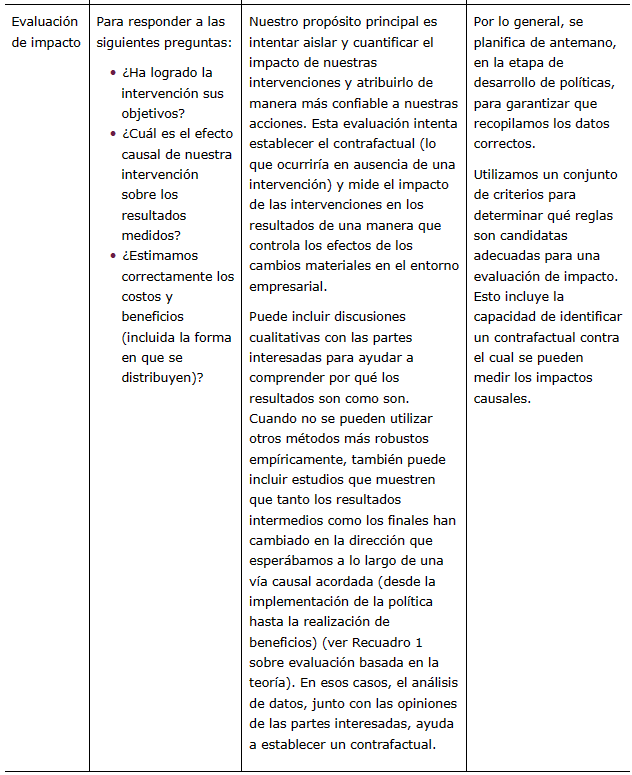 Evaluación
de impacto
Para responder a las
siguientes preguntas:
• ¿Ha logrado la
intervención sus
objetivos?
• ¿Cuál es el efecto
causal de nuestra
intervención
sobre los
resultados
medidos?
• ¿Estimamos
correctamente los
costos y
beneficios
(incluida la forma
en que se
distribuyen)?
Nuestro propósito principal es
intentar aislar y cuantificar el
impacto de nuestras
intervenciones y atribuirlo de
manera más confiable a nuestras
acciones. Esta evaluación intenta
establecer el contrafactual (lo
que ocurriría en ausencia de una
intervención) y mide el impacto
de las intervenciones en los
resultados de una manera que
controla los efectos de los
cambios materiales en el entorno
empresarial.
Puede incluir discusiones
cualitativas con las partes
interesadas para ayudar a
comprender por qué los
resultados son como son.
Cuando no se pueden utilizar
otros métodos más robustos
empíricamente, también puede
incluir estudios que muestren
que tanto los resultados
intermedios como los finales han
cambiado en la dirección que
esperábamos a lo largo de una
vía causal acordada (desde la
implementación de la política
hasta la realización de
beneficios) (ver Recuadro 1
sobre evaluación basada en la
teoría). En esos casos, el análisis
de datos, junto con las opiniones
de las partes interesadas, ayuda
a establecer un contrafactual.
Por lo general, se
planifica de antemano,
en la etapa de
desarrollo de políticas,
para garantizar que
recopilamos los datos
correctos.
Utilizamos un conjunto
de criterios para
determinar qué reglas
son candidatas
adecuadas para una
evaluación de impacto.
Esto incluye la
capacidad de identificar
un contrafactual contra
el cual se pueden
medir los impactos
causales.